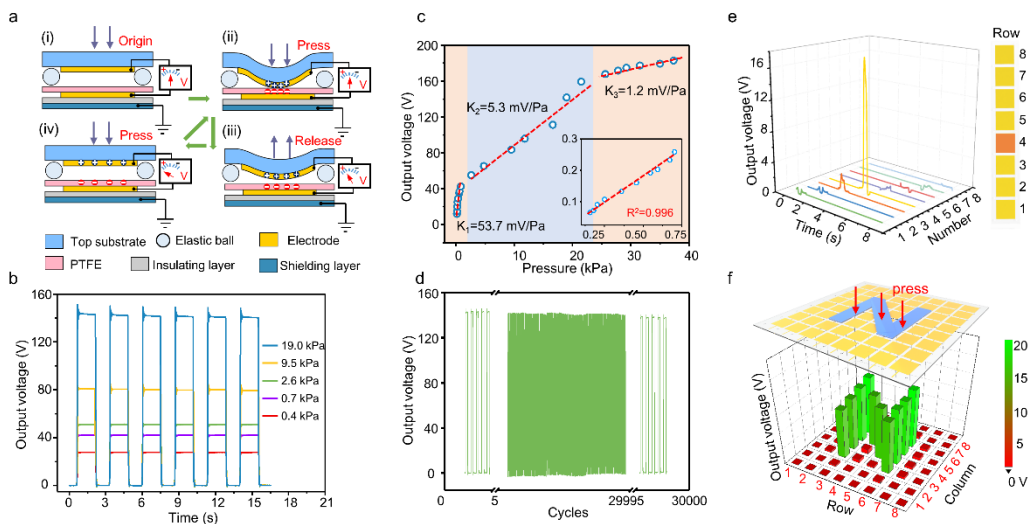 a
(i)
Origin
V
(ii)
Press
V
(iv)
Press
V
(iii)
Release
V
Top substrate
Elastic ball
Electrode
PTFE
Insulating layer
Shielding layer
b
Output voltage (V)
160
120
80
40
0
0 3 6 9 12 15 18 21
Time (s)
19.0 kPa
9.5 kPa
2.6 kPa
0.7 kPa
0.4 kPa
c
Output voltage (V)
200
160
120
80
40
0
K2=5.3 mV/Pa
K3=1.2 mV/Pa
K1=53.7 mV/Pa
0.3
0.2
0.1
R²=0.996
0.25 0.50 0.75
0 10 20 30 40
Pressure (kPa)
d
Output voltage (V)
160
120
80
40
0
0 5 29995 30000
Cycles
e
Output voltage (V)
16
12
8
4
0
0 2 4 6 8
Time (s)
1 2 3 4 5 6 7 8
Number
Row
8
7
6
5
4
3
2
1
f
press
Output voltage (V)
1 2 3 4 5 6 7 8
Row
1 2 3 4 5 6 7 8
Column
20
15
10
5
0 V